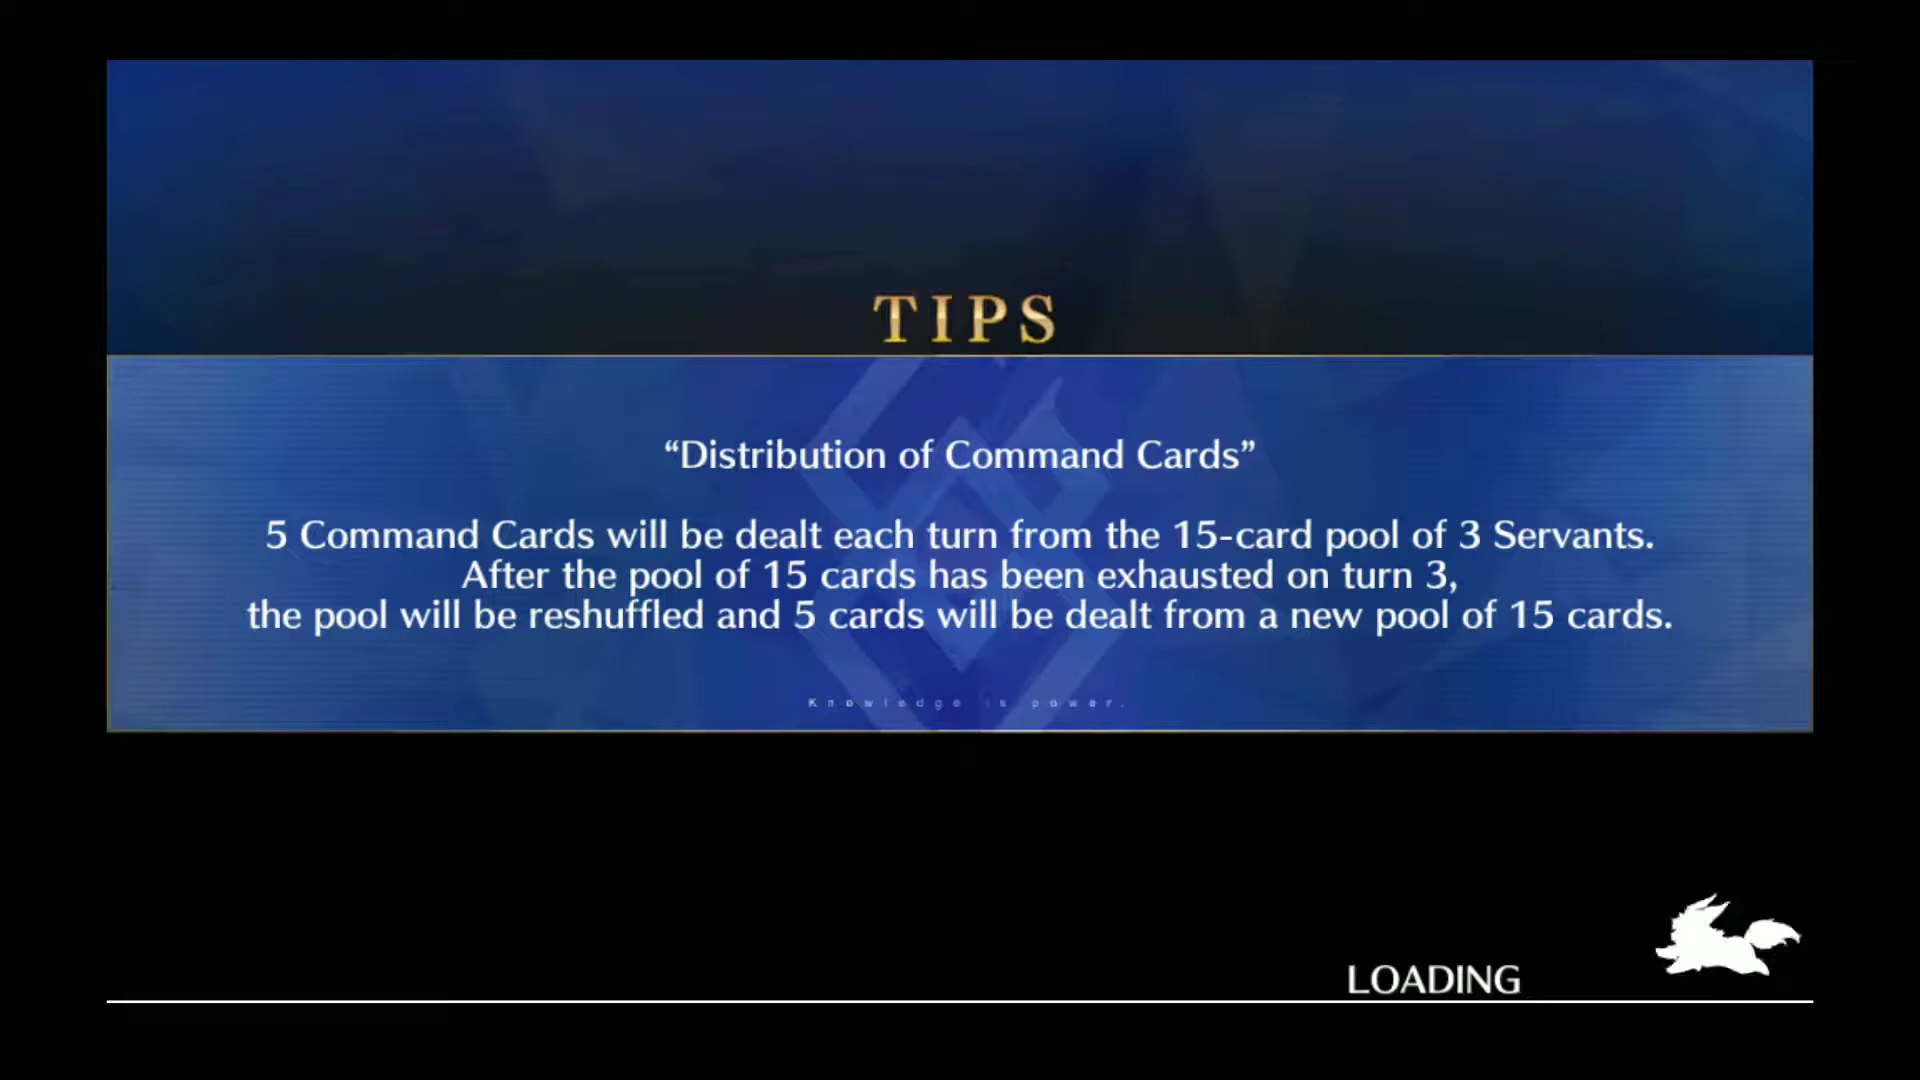 TIPS
“Distribution of Command Cards”
5 Command Cards will be dealt each turn from the 15-card pool of 3 Servants.
After the pool of 15 cards has been exhausted on turn 3,
the pool will be reshuffled and 5 cards will be dealt from a new pool of 15 cards.
Knowledge is power.
LOADING